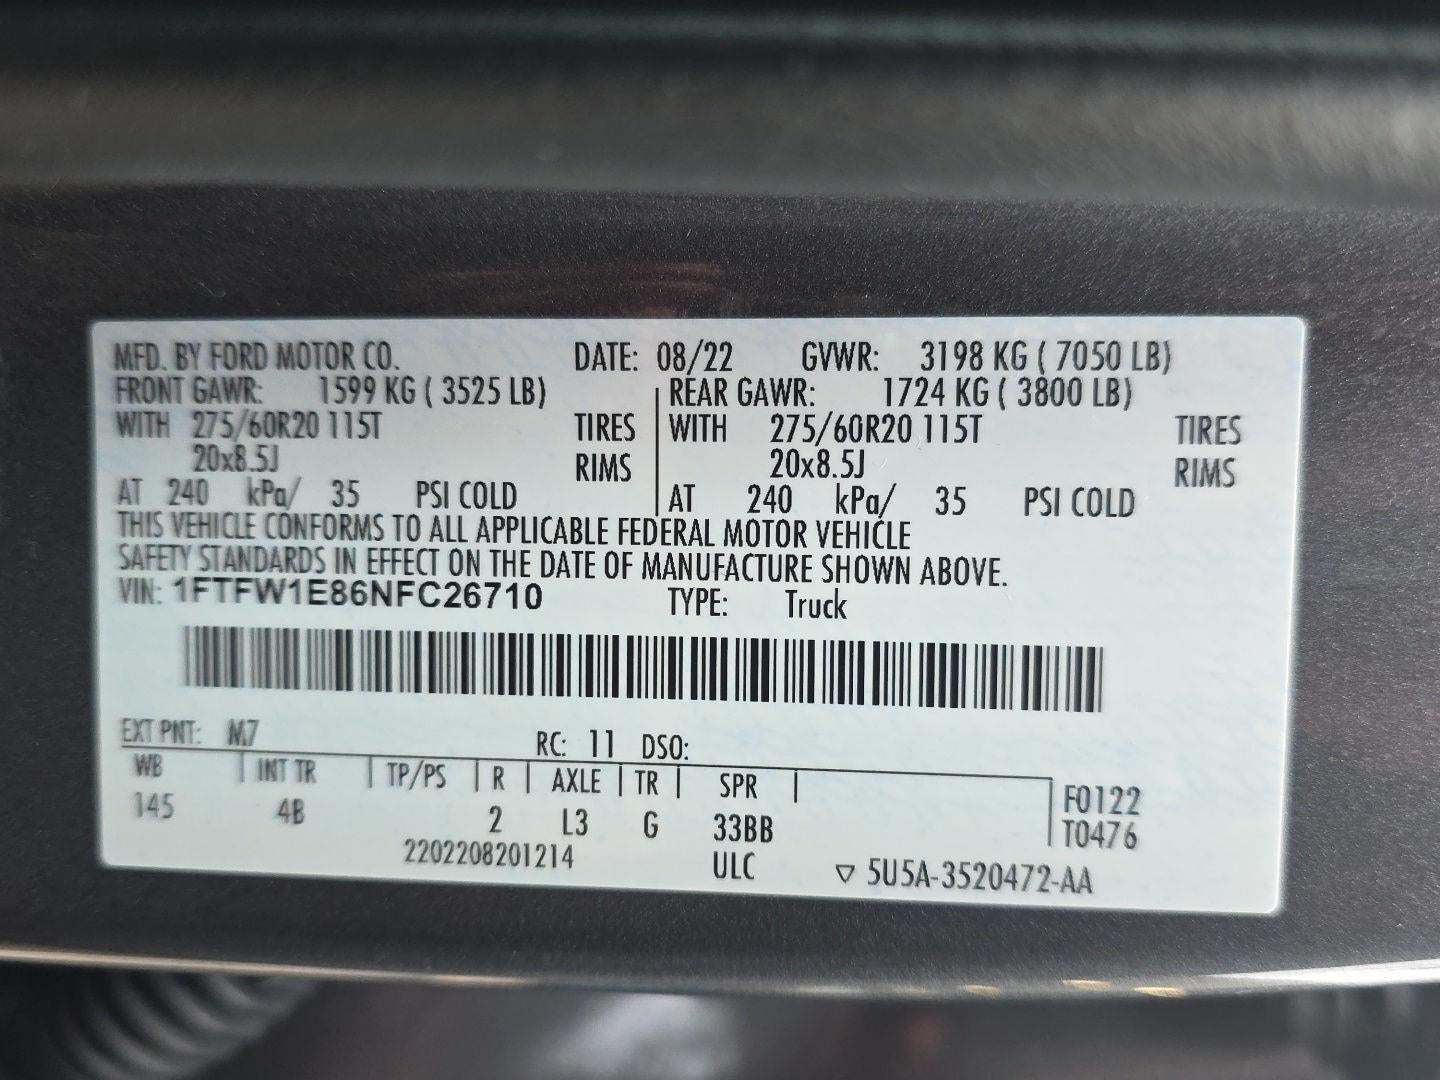 MFD. BY FORD MOTOR CO. DATE: 08/22 GVWR: 3198 KG ( 7050 LB)
FRONT GAWR: 1599 KG ( 3525 LB) REAR GAWR: 1724 KG ( 3800 LB)
WITH 275/60R20 115T TIRES WITH 275/60R20 115T TIRES
20x8.5J RIMS 20x8.5J RIMS
AT 240 kPa/ 35 PSI COLD AT 240 kPa/ 35 PSI COLD
THIS VEHICLE CONFORMS TO ALL APPLICABLE FEDERAL MOTOR VEHICLE
SAFETY STANDARDS IN EFFECT ON THE DATE OF MANUFACTURE SHOWN ABOVE.
VIN: 1FTFW1E86NFC26710 TYPE: Truck
EXT PNT: M7 RC: 11 DSO:
WB INT TR TP/PS R AXLE TR SPR F0122
145 4B 2 L3 G 33BB T0476
2202208201214 ULC ▽ 5U5A-3520472-AA